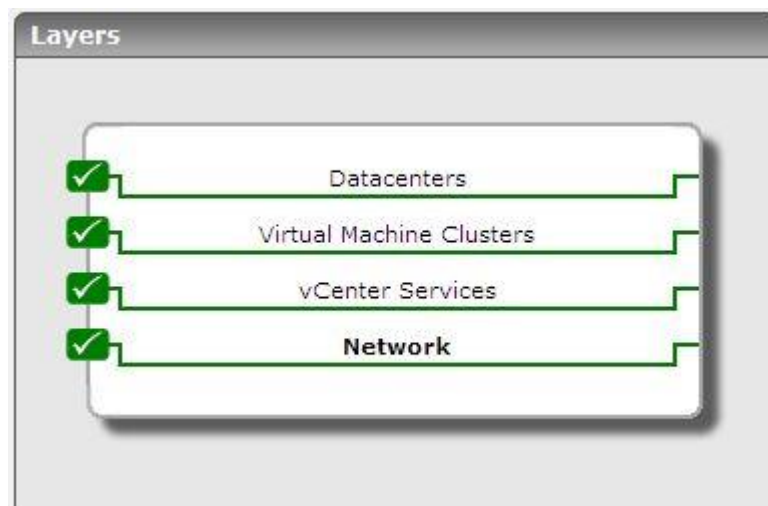 Layers
Datacenters
Virtual Machine Clusters
vCenter Services
Network